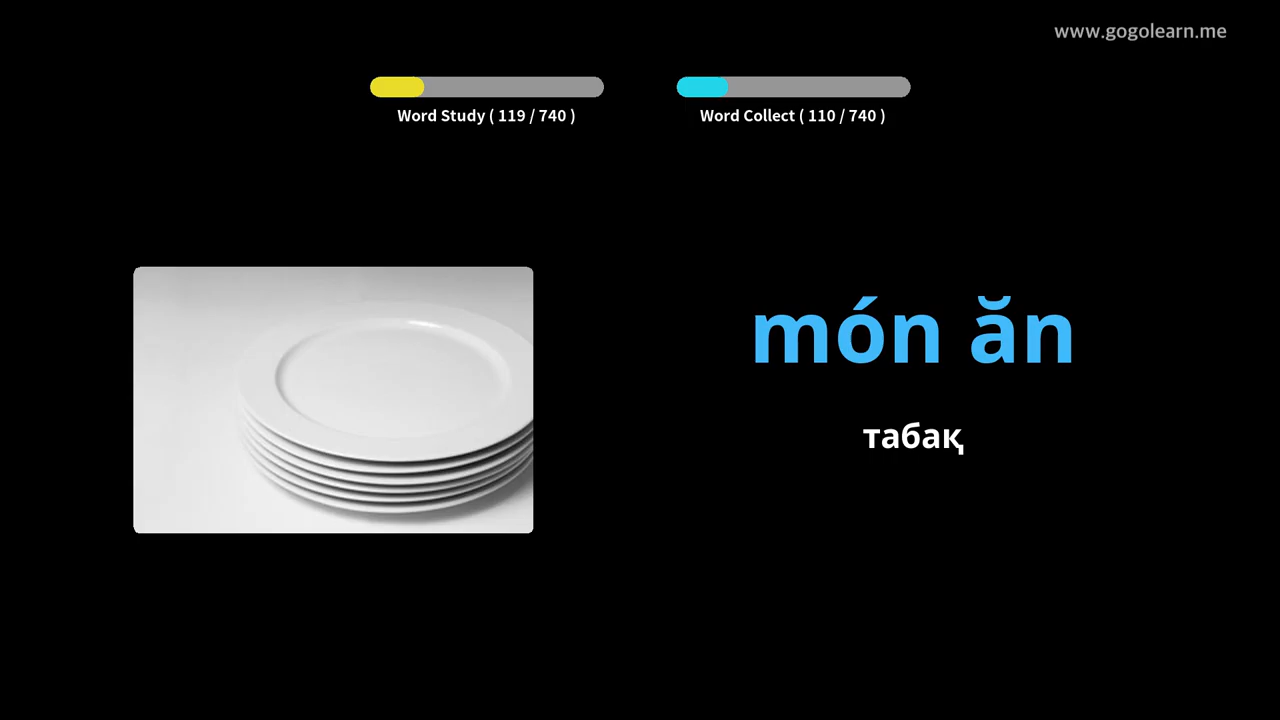 www.gogolearn.me
Word Study ( 119 / 740 )
Word Collect ( 110 / 740 )
món ăn
табақ